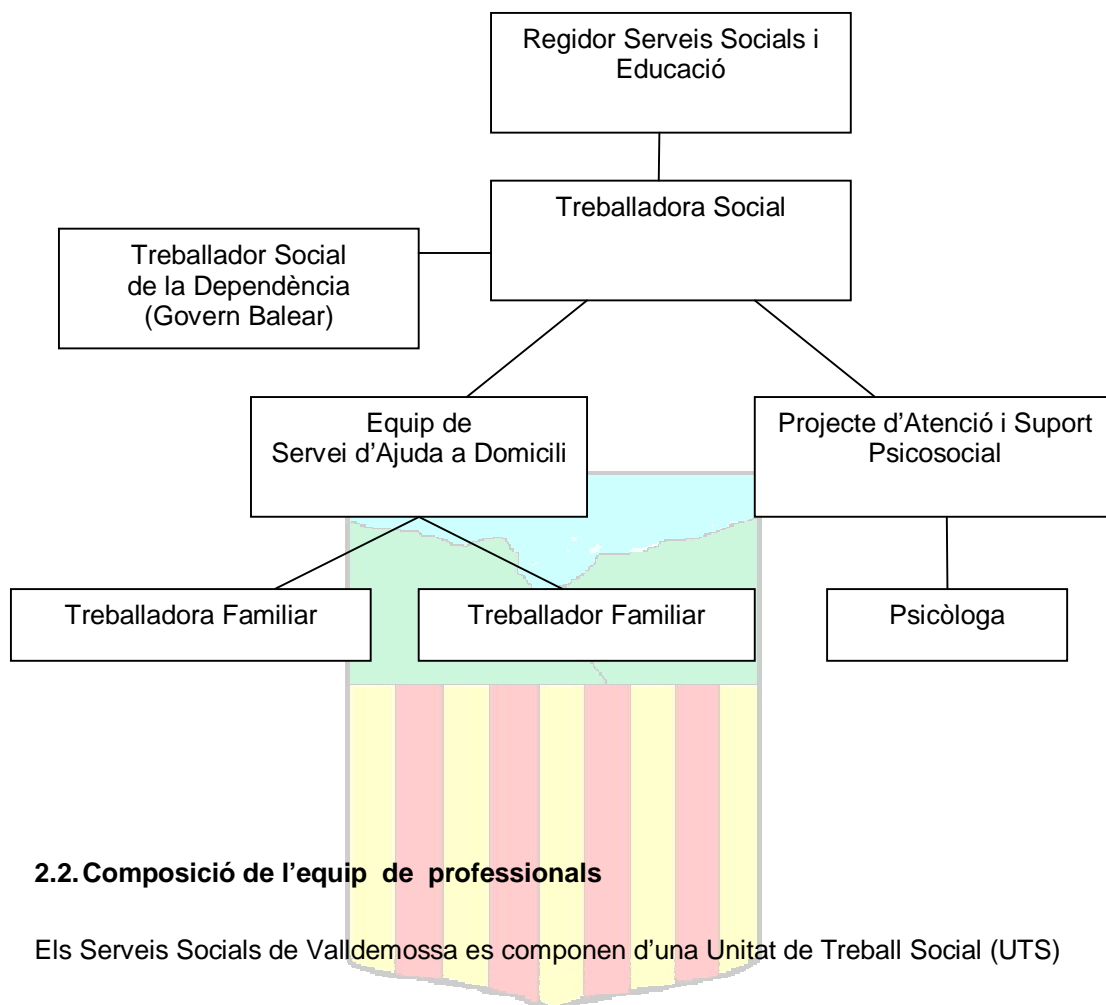 Regidor Serveis Socials i
Educació
Treballadora Social
Treballador Social
de la Dependència
(Govern Balear)
Equip de
Servei d'Ajuda a Domicili
Projecte d'Atenció i Suport
Psicosocial
Treballadora Familiar
Treballador Familiar
Psicòloga
2.2. Composició de l'equip de professionals
Els Serveis Socials de Valldemossa es componen d'una Unitat de Treball Social (UTS)